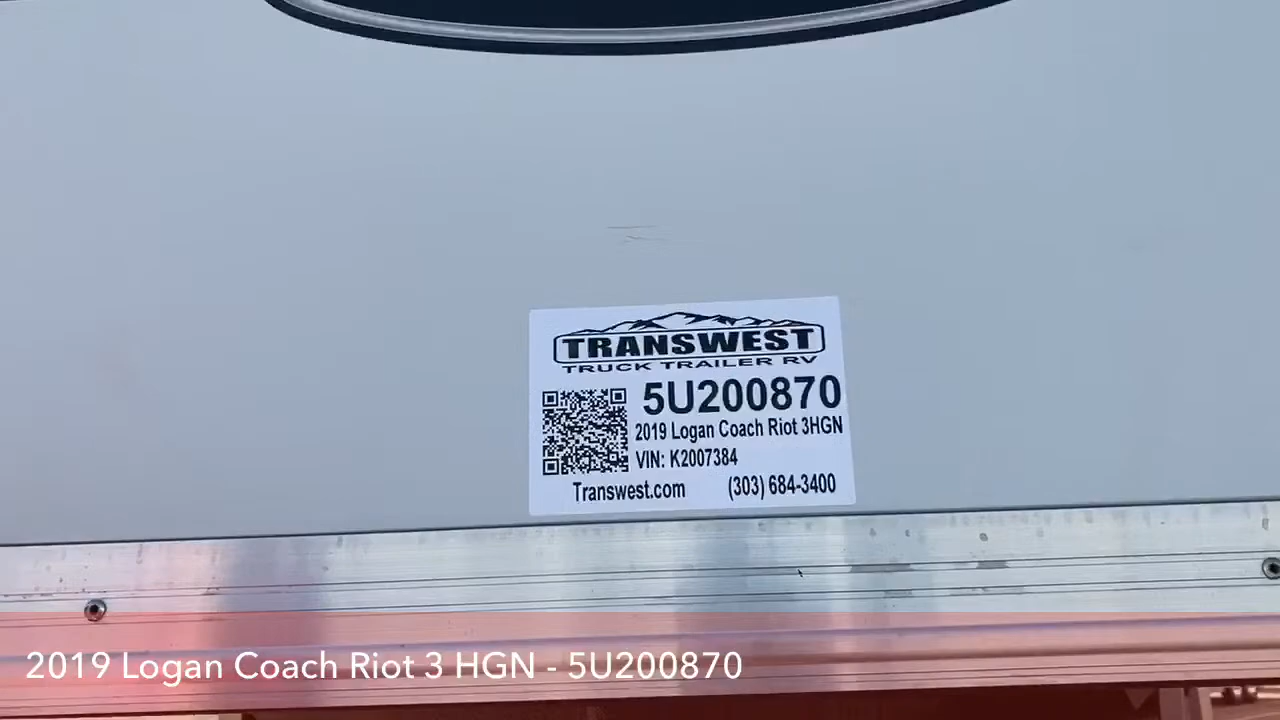 TRANSWEST
TRUCK TRAILER RV
5U200870
2019 Logan Coach Riot 3HGN
VIN: K2007384
Transwest.com (303) 684-3400
2019 Logan Coach Riot 3 HGN - 5U200870